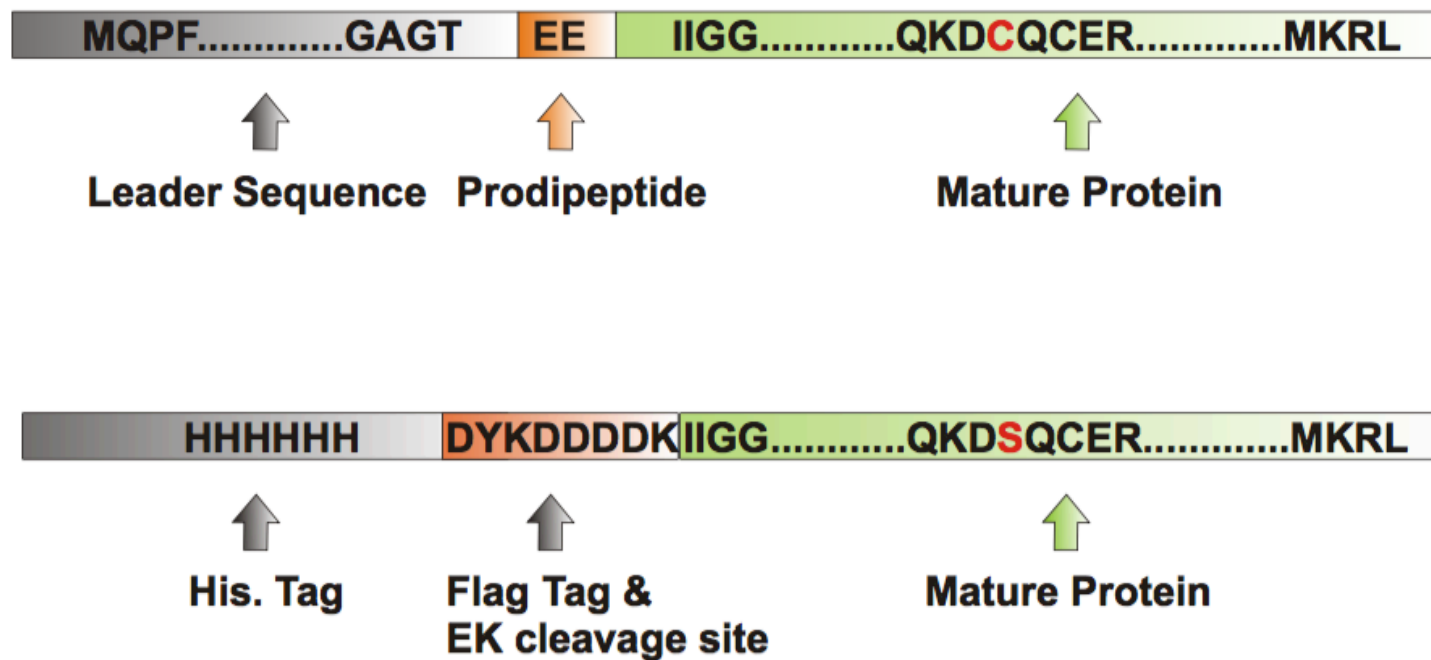 MQPF.............GAGT EE IIGG............QKDCQCER.............MKRL
Leader Sequence Prodipeptide Mature Protein
HHHHHH DYKDDDDK IIGG............QKDSQCER.............MKRL
His. Tag Flag Tag & Mature Protein
EK cleavage site